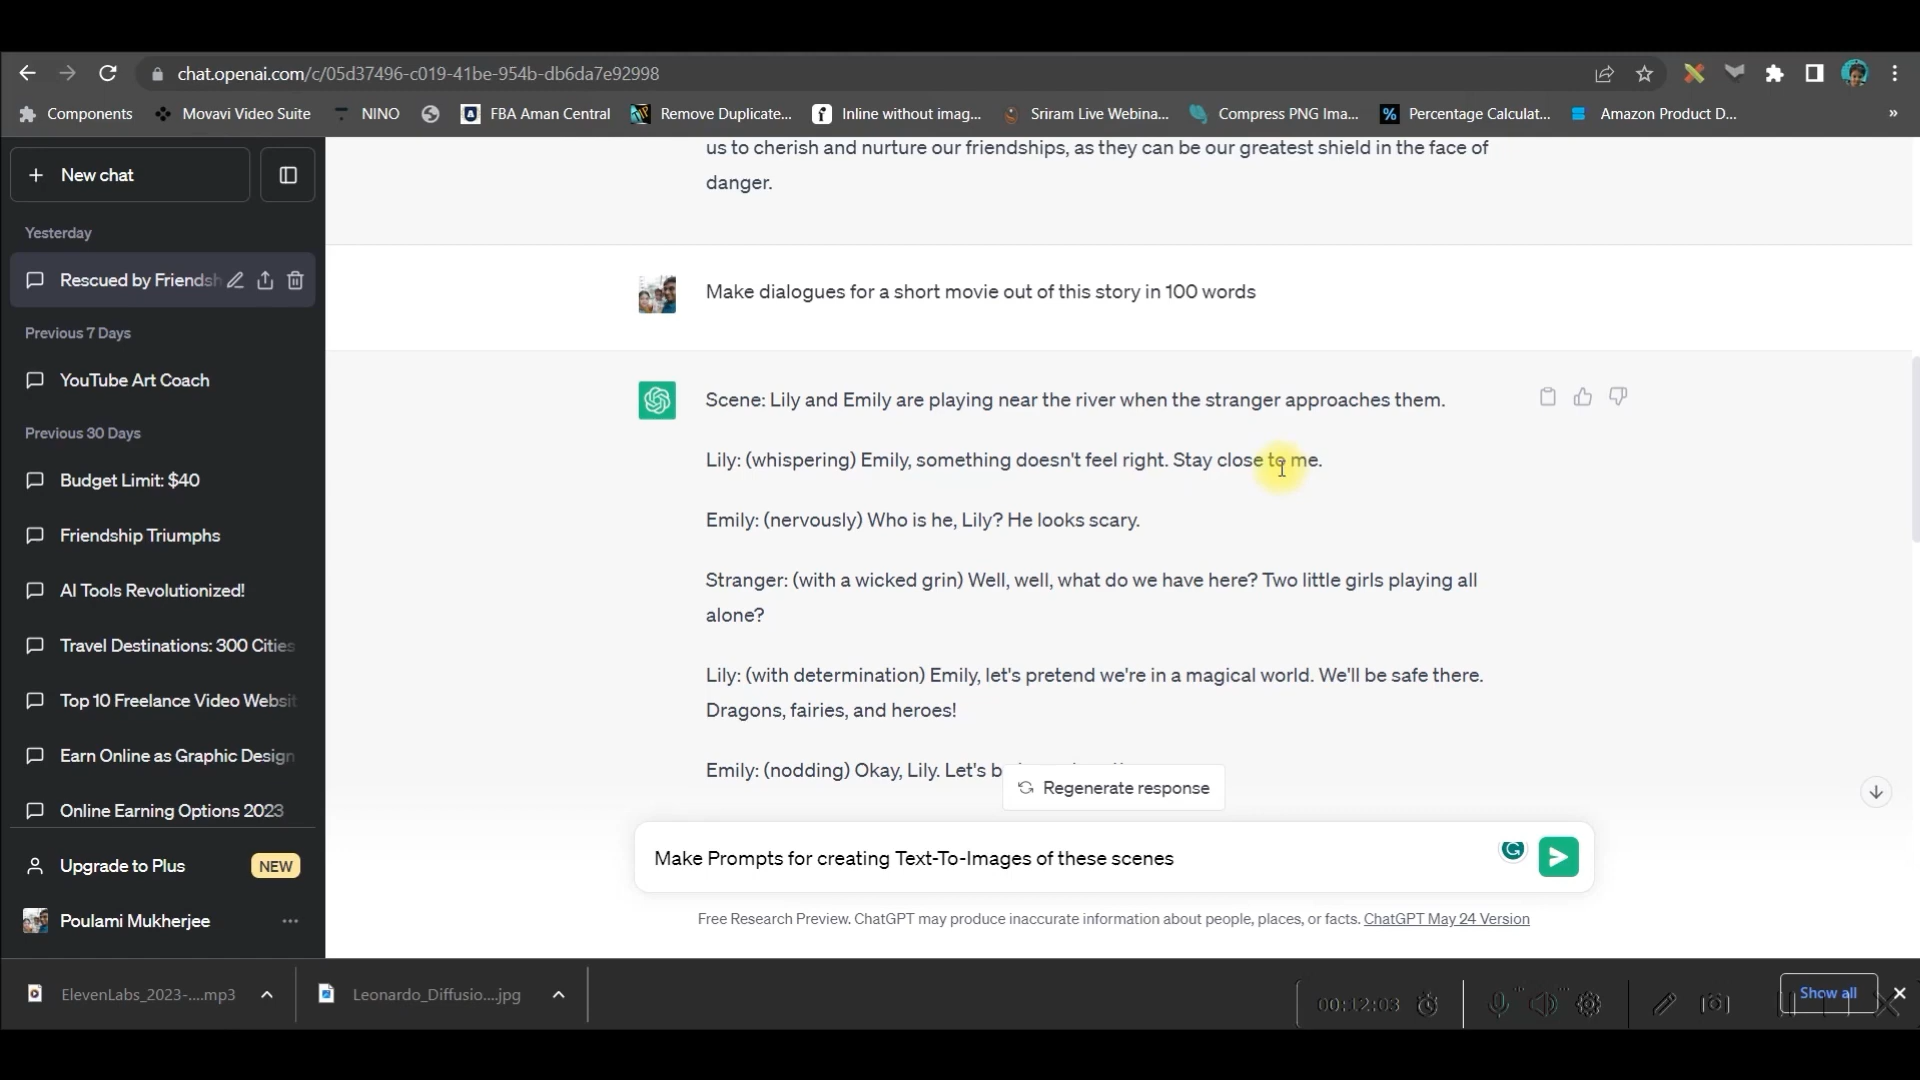 chat.openai.com/c/05d37496-c019-41be-954b-db6da7e92998
Components
Movavi Video Suite
NINO
FBA Aman Central
Remove Duplicate...
Inline without imag...
Sriram Live Webina...
Compress PNG Ima...
Percentage Calculat...
Amazon Product D...
»
+ New chat
Yesterday
Rescued by Friendsh
Previous 7 Days
YouTube Art Coach
Previous 30 Days
Budget Limit: $40
Friendship Triumphs
AI Tools Revolutionized!
Travel Destinations: 300 Cities
Top 10 Freelance Video Websit
Earn Online as Graphic Design
Online Earning Options 2023
Upgrade to Plus
NEW
Poulami Mukherjee
us to cherish and nurture our friendships, as they can be our greatest shield in the face of
danger.
Make dialogues for a short movie out of this story in 100 words
Scene: Lily and Emily are playing near the river when the stranger approaches them.
Lily: (whispering) Emily, something doesn't feel right. Stay close to me.
Emily: (nervously) Who is he, Lily? He looks scary.
Stranger: (with a wicked grin) Well, well, what do we have here? Two little girls playing all
alone?
Lily: (with determination) Emily, let's pretend we're in a magical world. We'll be safe there.
Dragons, fairies, and heroes!
Emily: (nodding) Okay, Lily. Let's b
Regenerate response
Make Prompts for creating Text-To-Images of these scenes
Free Research Preview. ChatGPT may produce inaccurate information about people, places, or facts. ChatGPT May 24 Version
ElevenLabs_2023-....mp3
Leonardo_Diffusio....jpg
00:12:03
Show all